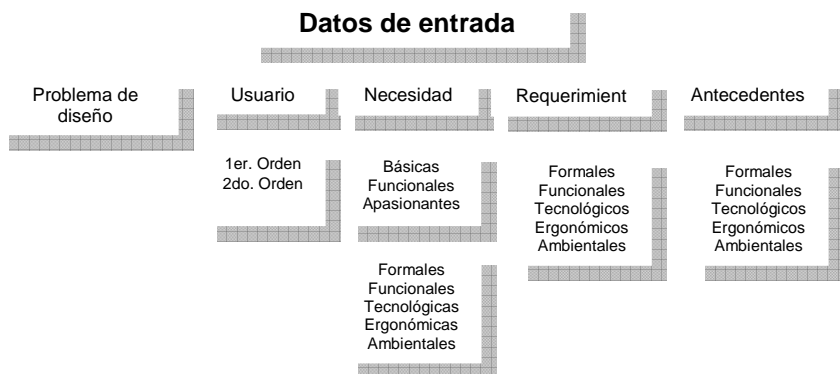 Datos de entrada
Problema de
diseño
Usuario
Necesidad
Requerimient
Antecedentes
1er. Orden
2do. Orden
Básicas
Funcionales
Apasionantes
Formales
Funcionales
Tecnológicas
Ergonómicas
Ambientales
Formales
Funcionales
Tecnológicos
Ergonómicos
Ambientales
Formales
Funcionales
Tecnológicos
Ergonómicos
Ambientales